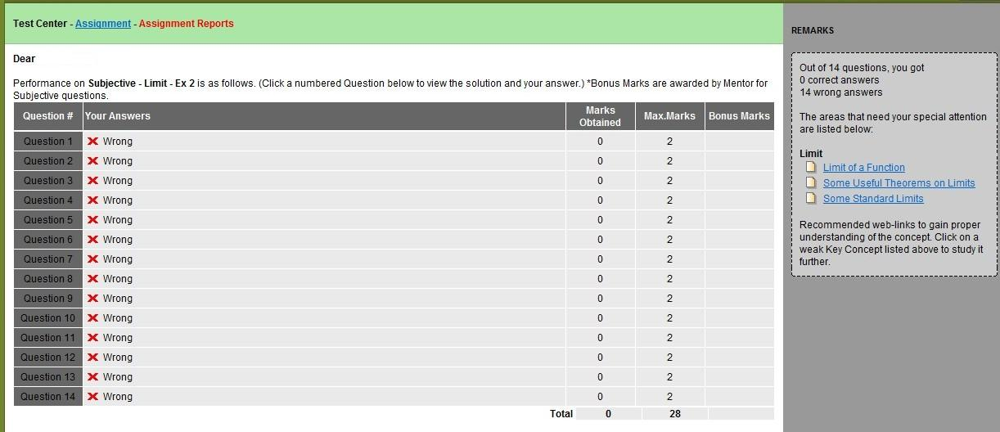 Test Center - Assignment - Assignment Reports
Dear
Performance on Subjective - Limit - Ex 2 is as follows. (Click a numbered Question below to view the solution and your answer.) *Bonus Marks are awarded by Mentor for
Subjective questions.
Question # Your Answers Marks Obtained Max.Marks Bonus Marks
Question 1 Wrong 0 2
Question 2 Wrong 0 2
Question 3 Wrong 0 2
Question 4 Wrong 0 2
Question 5 Wrong 0 2
Question 6 Wrong 0 2
Question 7 Wrong 0 2
Question 8 Wrong 0 2
Question 9 Wrong 0 2
Question 10 Wrong 0 2
Question 11 Wrong 0 2
Question 12 Wrong 0 2
Question 13 Wrong 0 2
Question 14 Wrong 0 2
Total 0 28
REMARKS
Out of 14 questions, you got
0 correct answers
14 wrong answers
The areas that need your special attention
are listed below:
Limit
Limit of a Function
Some Useful Theorems on Limits
Some Standard Limits
Recommended web-links to gain proper
understanding of the concept. Click on a
weak Key Concept listed above to study it
further.